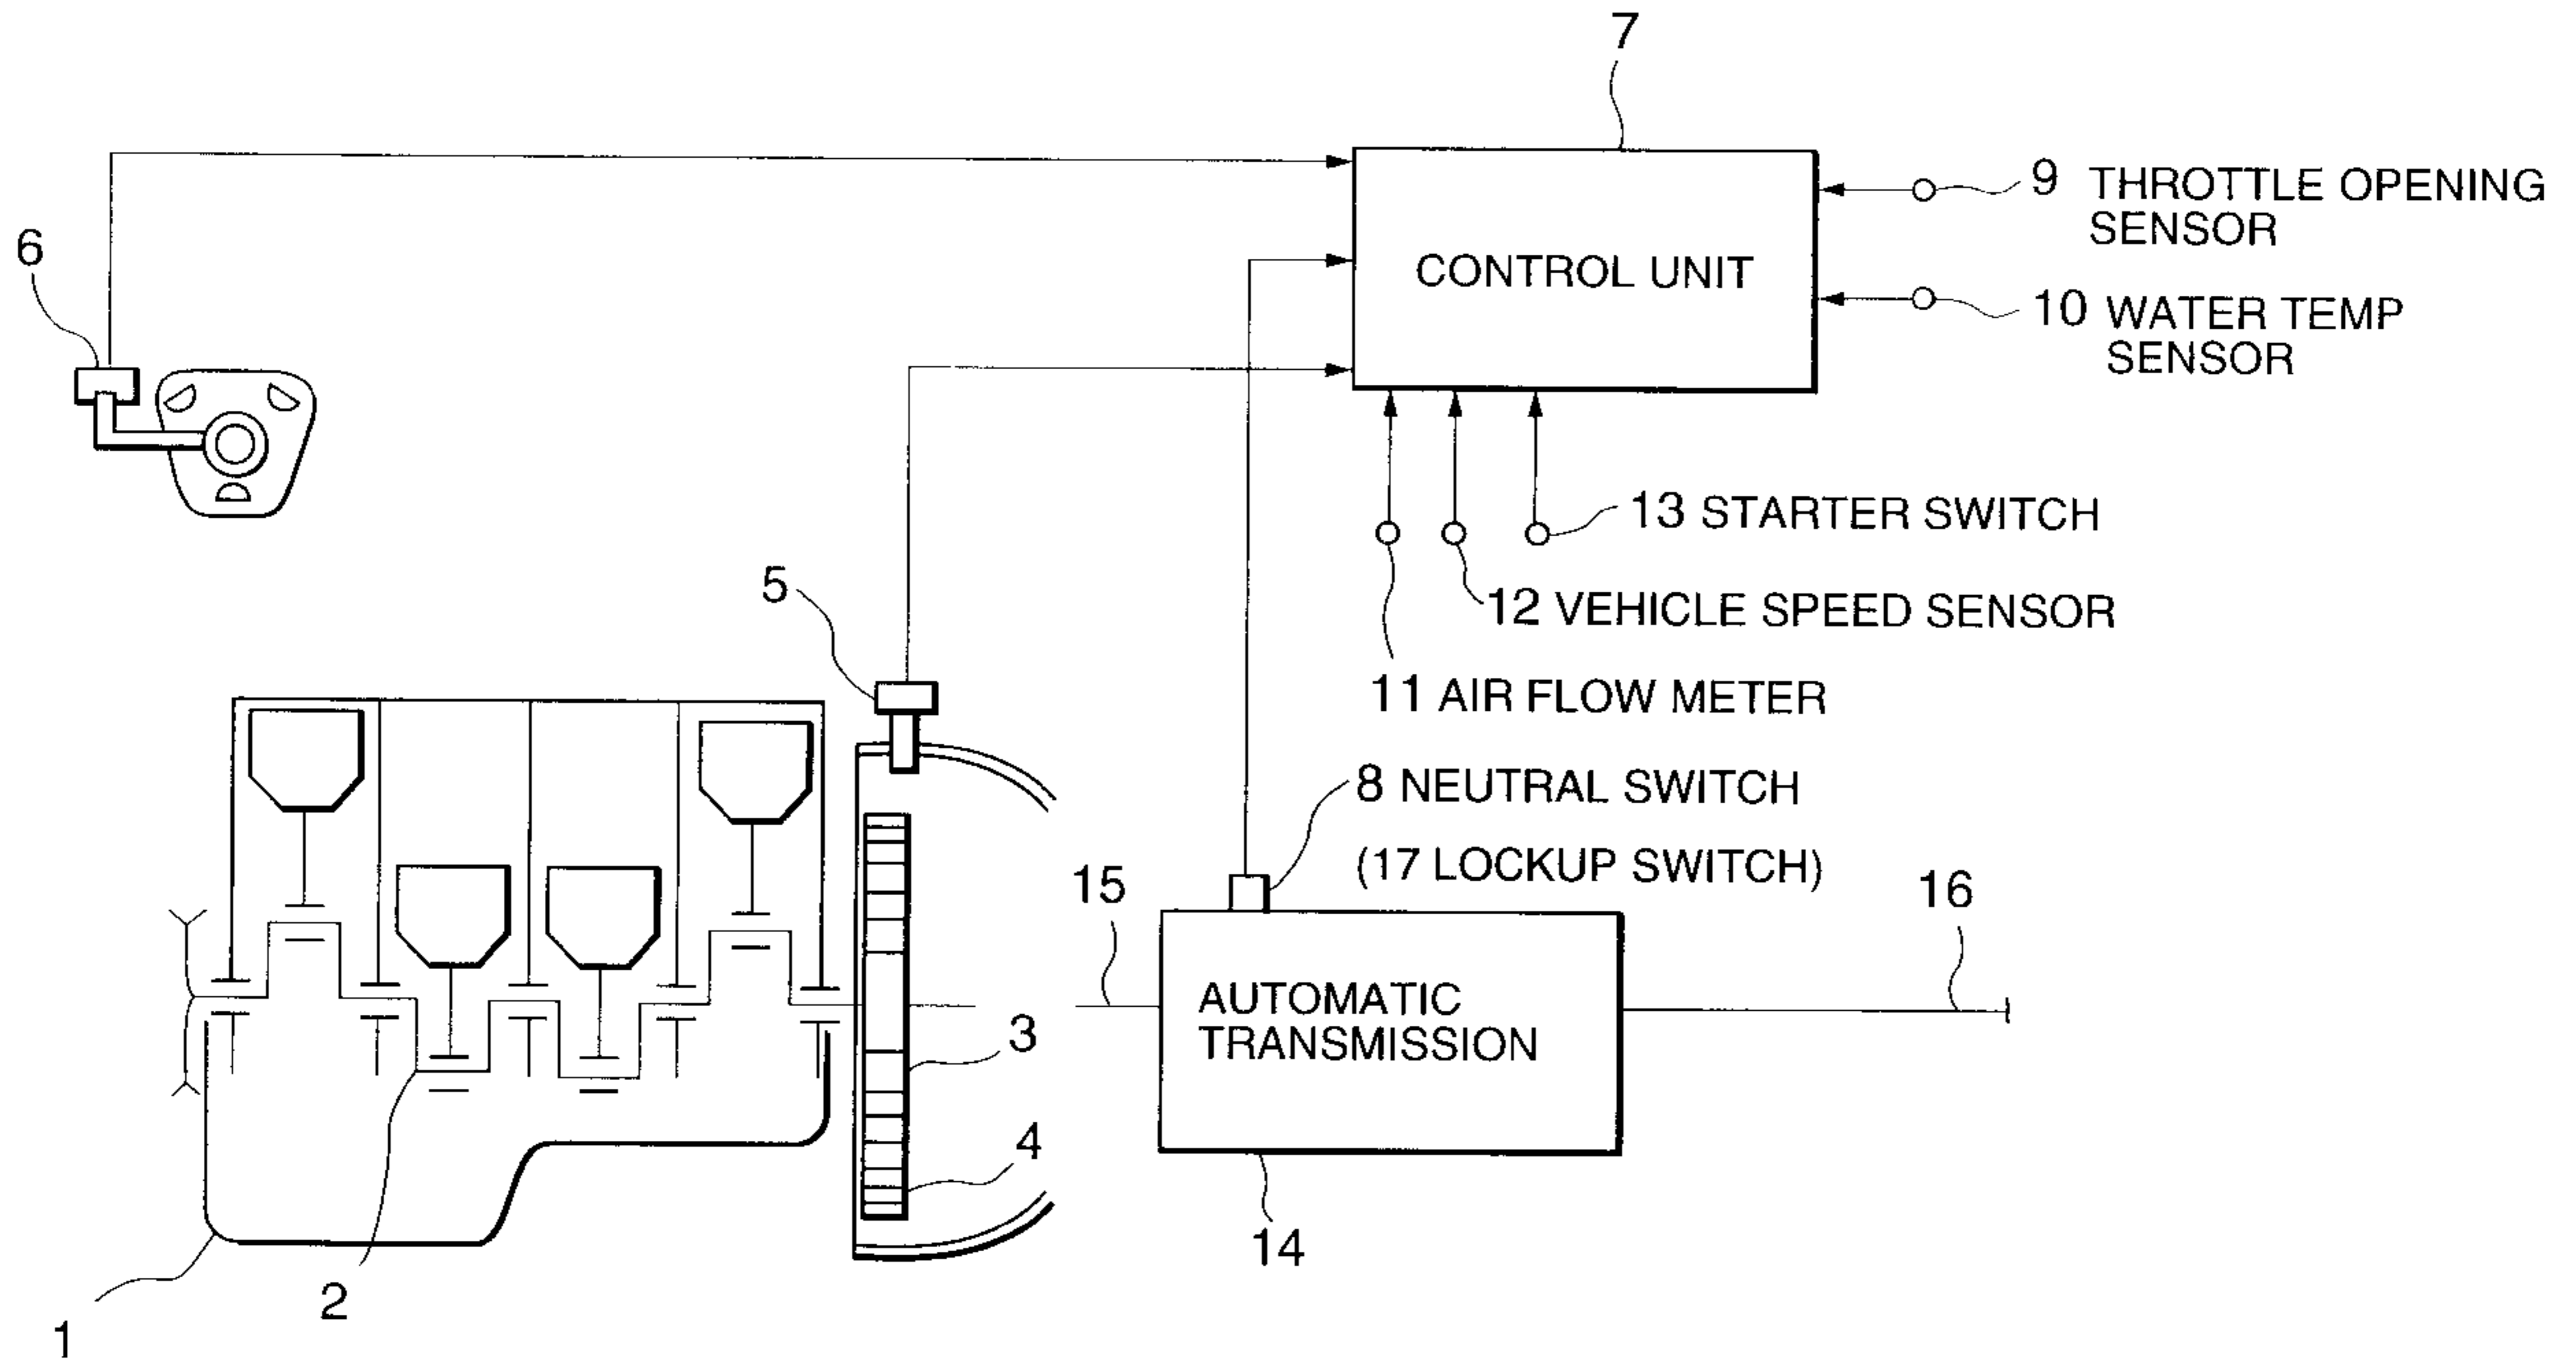 7
9 THROTTLE OPENING
SENSOR
6
CONTROL UNIT
10 WATER TEMP
SENSOR
13 STARTER SWITCH
5
12 VEHICLE SPEED SENSOR
11 AIR FLOW METER
8 NEUTRAL SWITCH
(17 LOCKUP SWITCH)
15
16
AUTOMATIC
TRANSMISSION
3
4
14
2
1